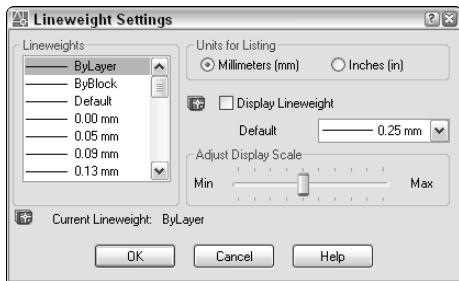 Lineweight Settings
Lineweights
ByLayer
ByBlock
Default
0.00 mm
0.05 mm
0.09 mm
0.13 mm
Units for Listing
Millimeters (mm)
Inches (in)
Display Lineweight
Default
0.25 mm
Adjust Display Scale
Min
Max
Current Lineweight: ByLayer
OK
Cancel
Help